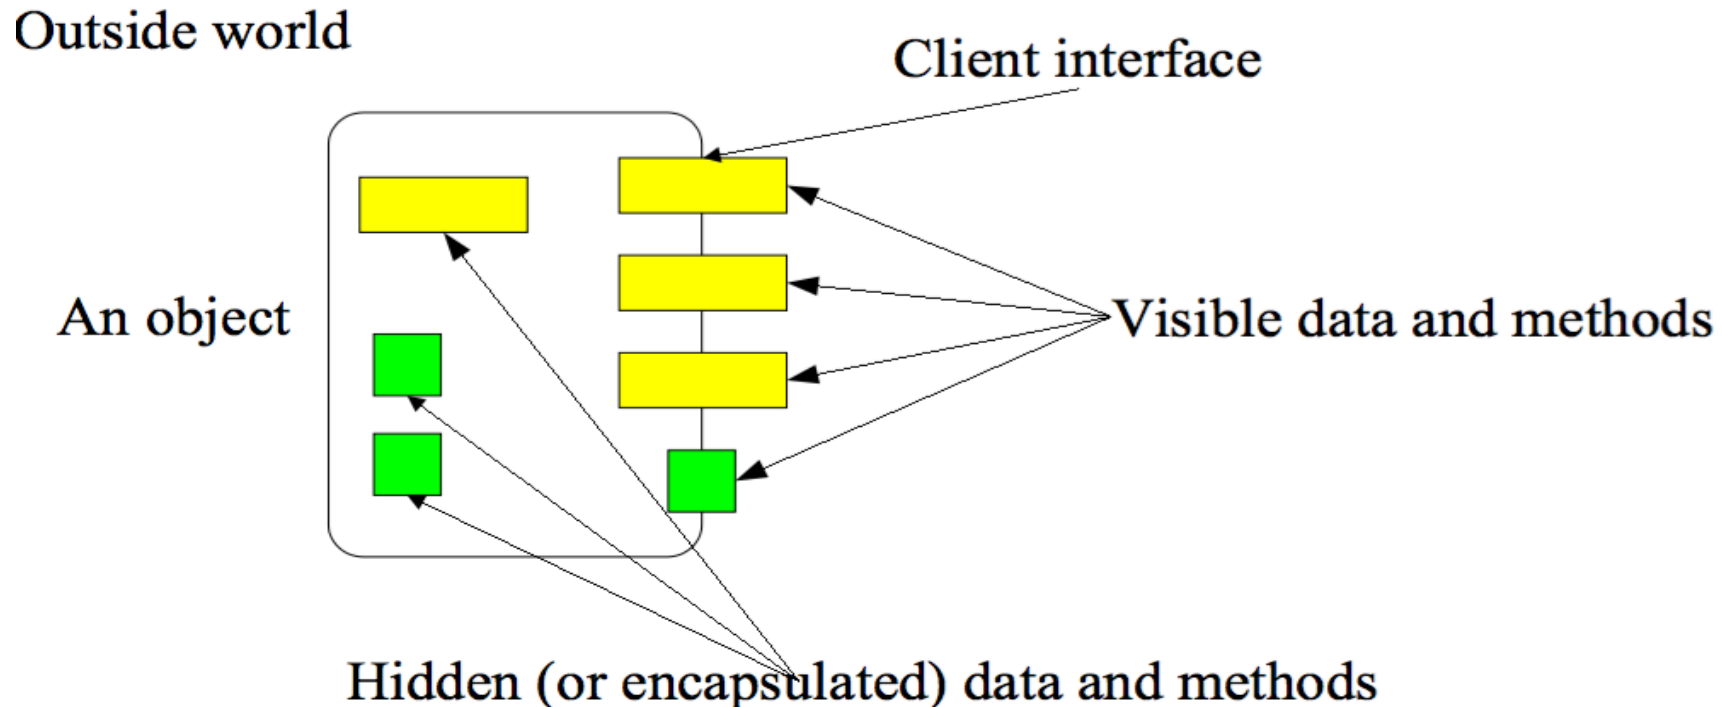 Outside world
Client interface
An object
Visible data and methods
Hidden (or encapsulated) data and methods